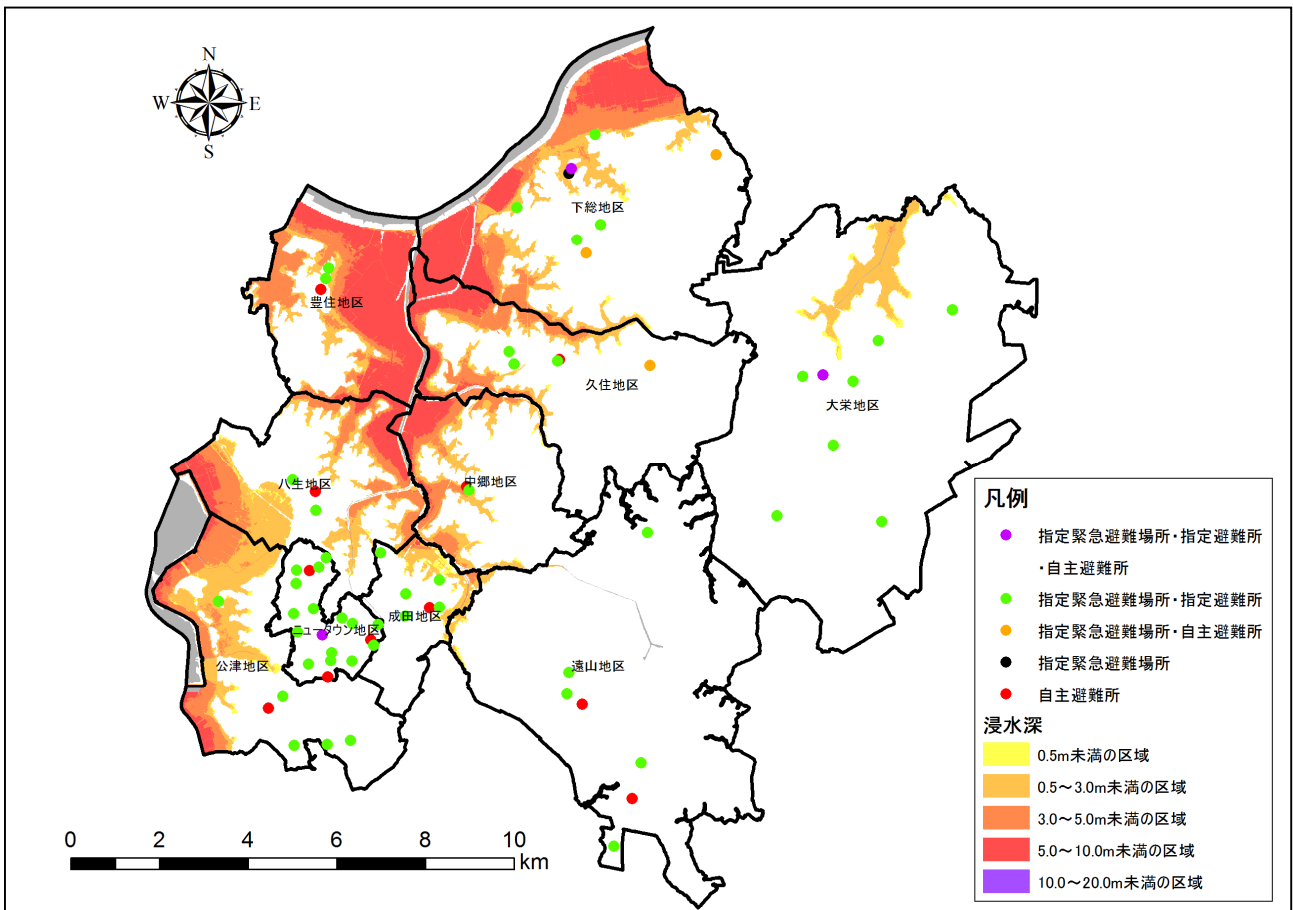 N
W
E
S
下総地区
豊住地区
久住地区
大栄地区
八生地区
中郷地区
成田地区
ニュータウン地区
公津地区
遠山地区
0 2 4 6 8 10
km
凡例
指定緊急避難場所・指定避難所
・自主避難所
指定緊急避難場所・指定避難所
指定緊急避難場所・自主避難所
指定緊急避難場所
自主避難所
浸水深
0.5m未満の区域
0.5～3.0m未満の区域
3.0～5.0m未満の区域
5.0～10.0m未満の区域
10.0～20.0m未満の区域